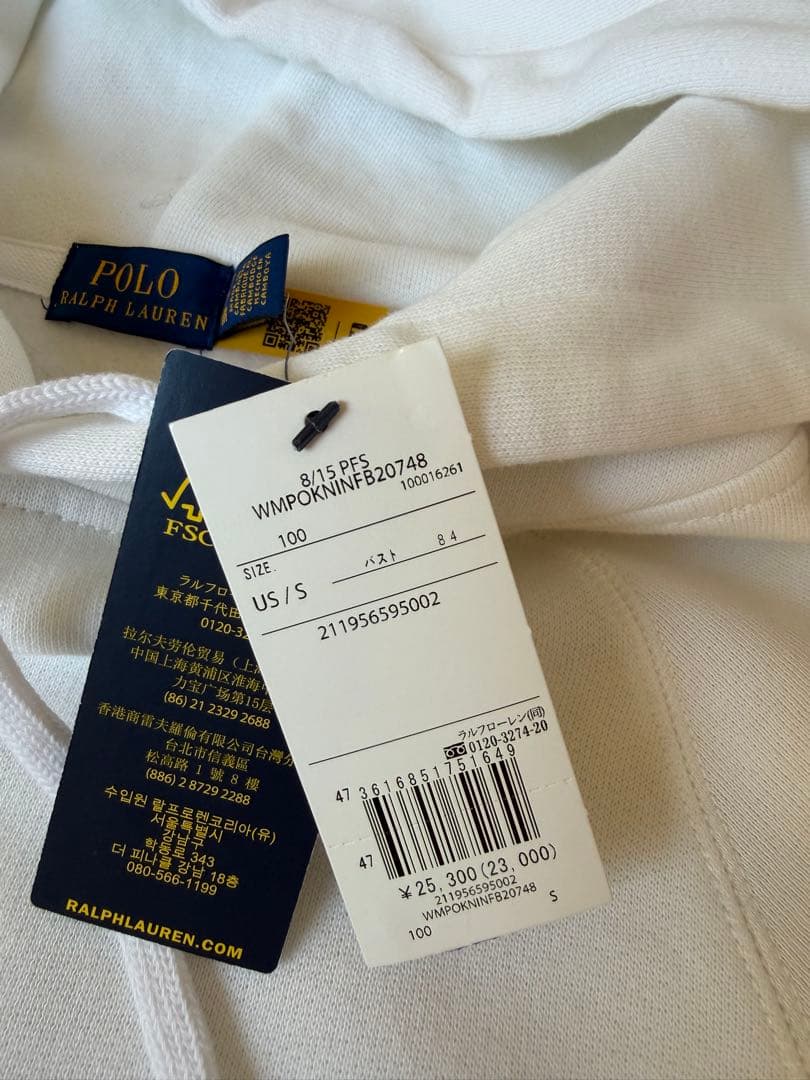 POLO
RALPH LAUREN
CAMBODGE
HECHO EN
CAMBOYA
FSC
ラルフロー
東京都千代田
0120-32
拉尔夫劳伦贸易(上
中国上海黄浦区淮海中
力宝广场第15层
(86) 21 2329 2688
香港商雷夫羅倫有限公司台灣分
台北市信義區
松高路 1 號 8 樓
(886) 2 8729 2288
수입원 랄프로렌코리아(유)
서울특별시
강남구
학동로 343
더 피나클 강남 18층
080-566-1199
RALPHLAUREN.COM
8/15 PFS
WMPOKNINFB20748
100016261
100
SIZE.
バスト 84
US / S
211956595002
ラルフローレン(同)
0120-3274-20
47 3616851751649
47
¥25,300(23,000)
211956595002
WMPOKNINFB20748
100 S